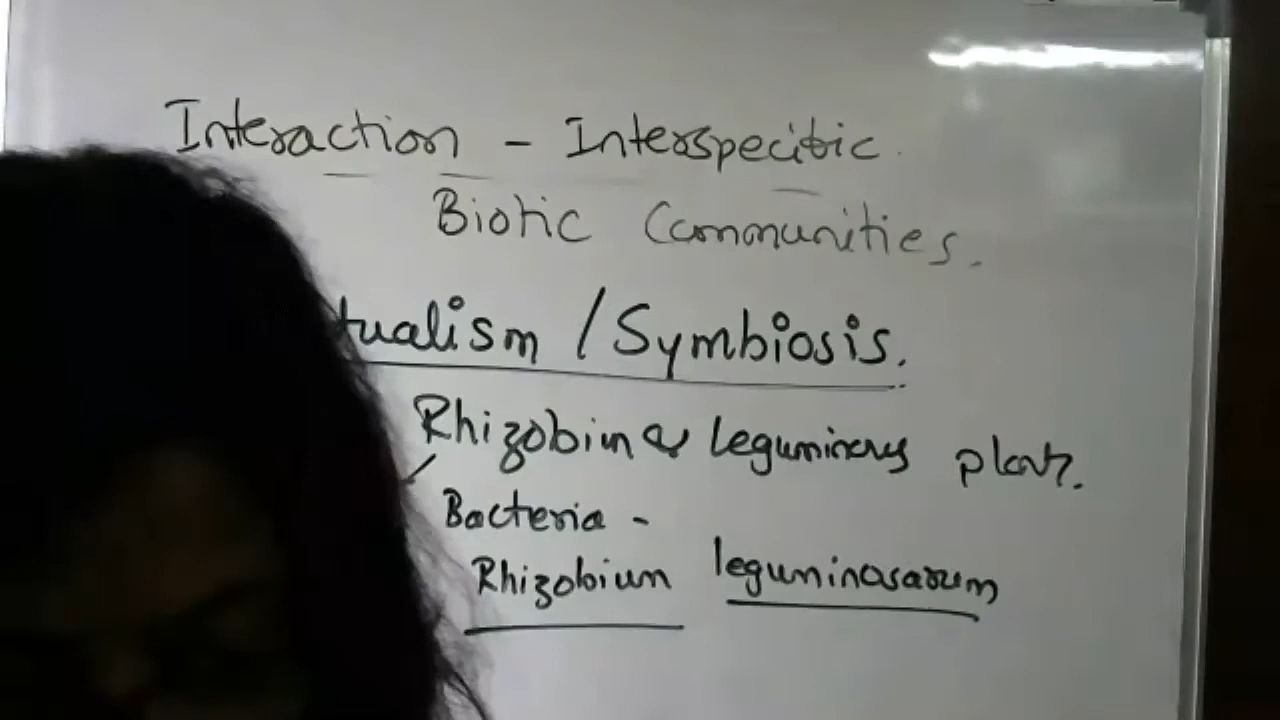 Interaction - Interspecific.
Biotic Communities.
tualism / Symbiosis.
Rhizobium & leguminous plant.
Bacteria -
Rhizobium leguminosarum